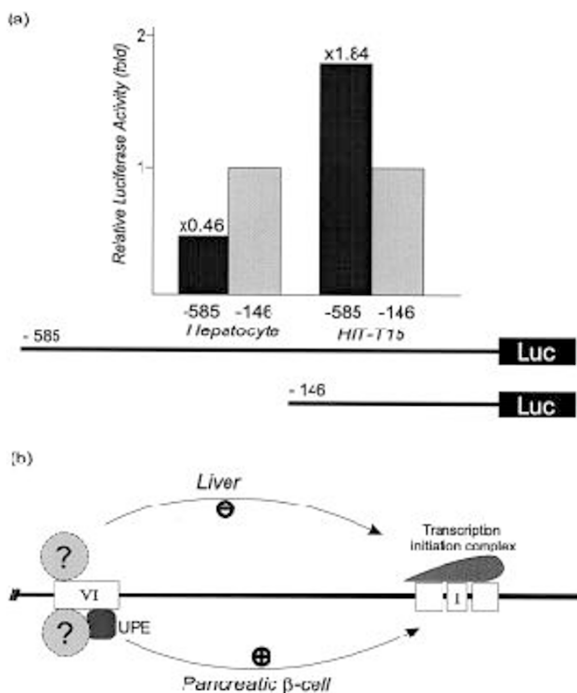 (a)
Relative Luciferase Activity (fold)
2
1
x0.46
x1.84
-585 -146 -585 -146
Hepatocyte HIT-T15
- 585
Luc
- 146
Luc
(b)
Liver
Transcription
initiation complex
?
VI
I
?
UPE
Pancreatic β-cell